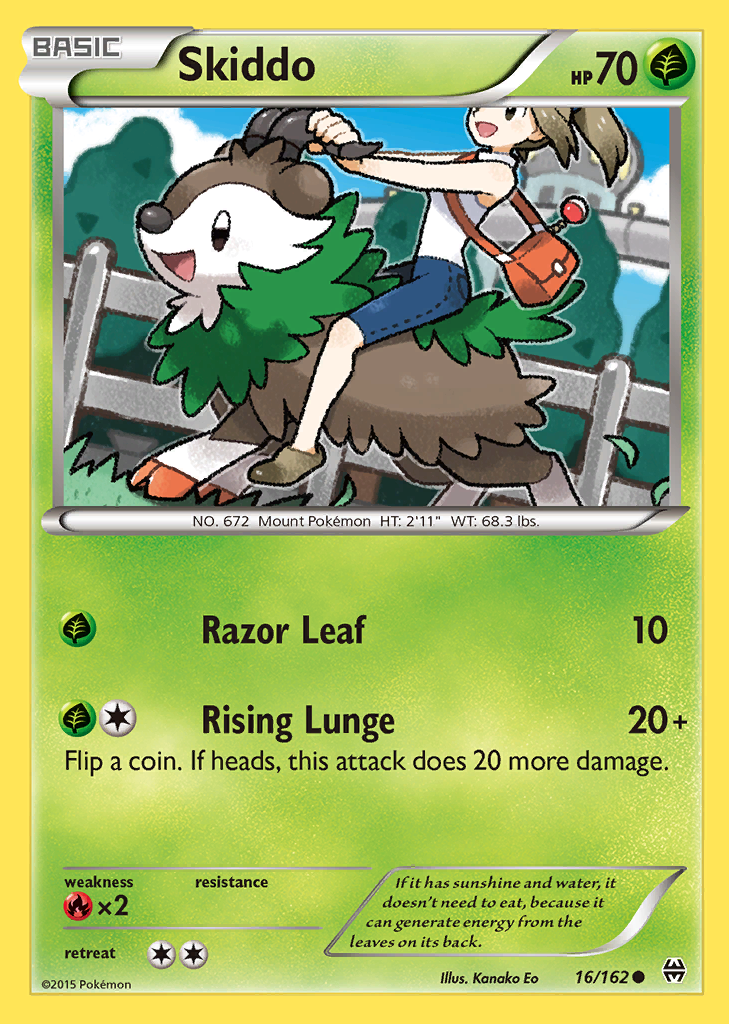 BASIC
Skiddo
HP 70
NO. 672 Mount Pokémon HT: 2'11" WT: 68.3 lbs.
Razor Leaf 10
Rising Lunge 20+
Flip a coin. If heads, this attack does 20 more damage.
weakness resistance
×2
retreat
If it has sunshine and water, it
doesn't need to eat, because it
can generate energy from the
leaves on its back.
Illus. Kanako Eo 16/162
©2015 Pokémon